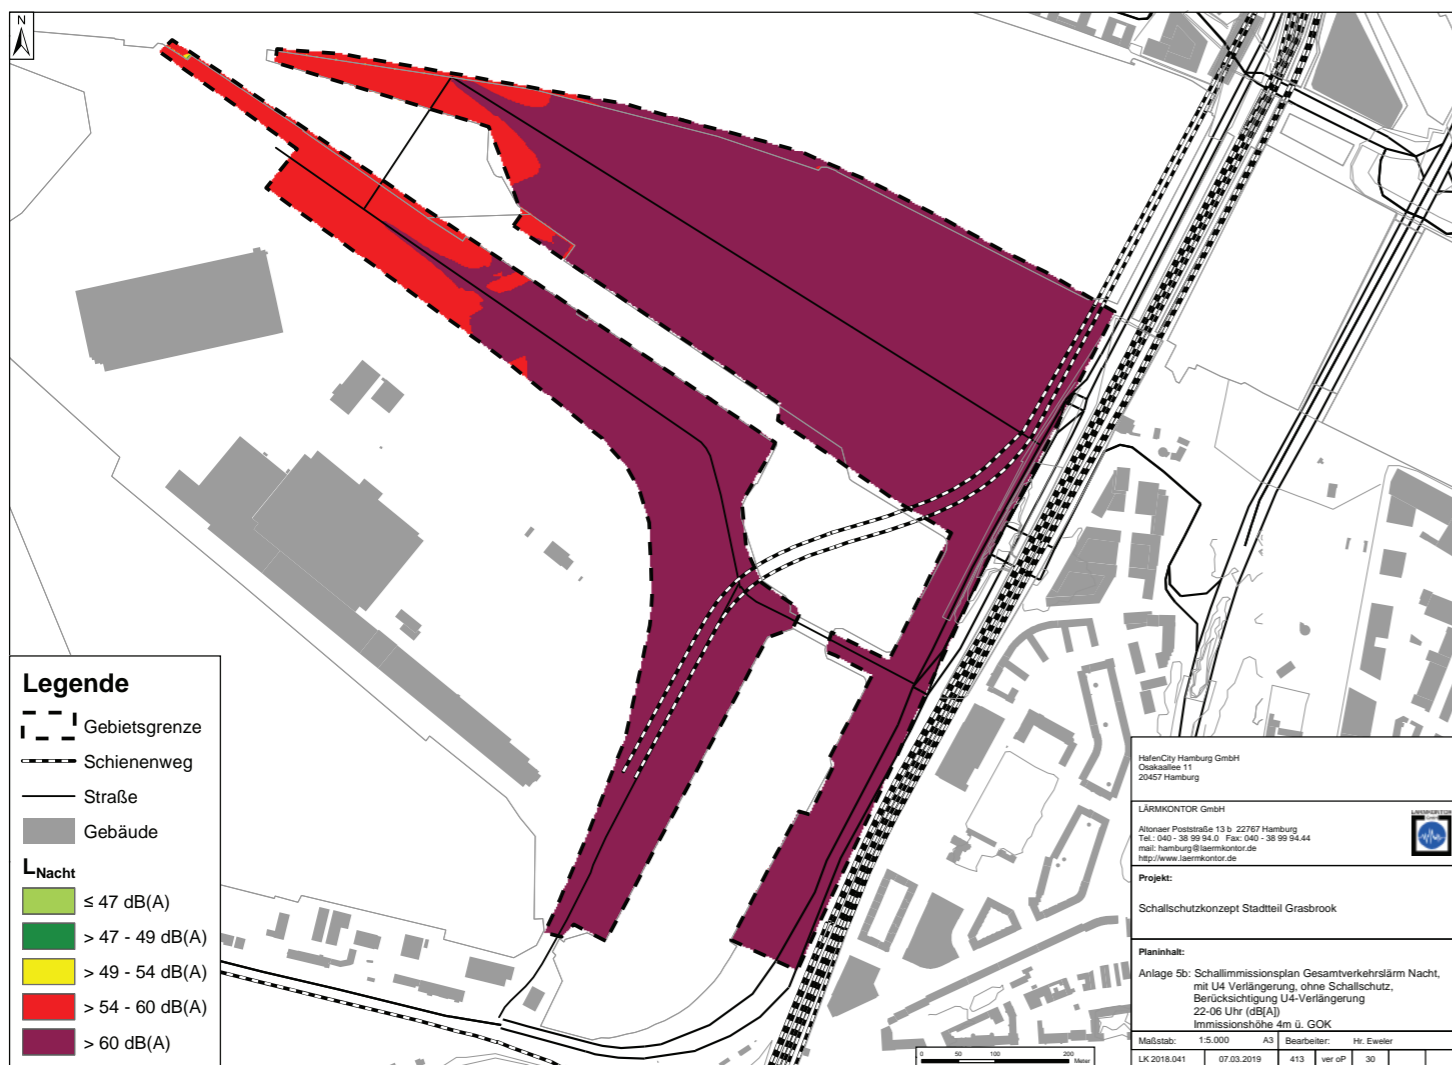 N
Legende
Gebietsgrenze
Schienenweg
Straße
Gebäude
LNacht
≤ 47 dB(A)
> 47 - 49 dB(A)
> 49 - 54 dB(A)
> 54 - 60 dB(A)
> 60 dB(A)
HafenCity Hamburg GmbH
Osakaallee 11
20457 Hamburg
LÄRMKONTOR GmbH
Altonaer Poststraße 13 b 22767 Hamburg
Tel.: 040 - 38 99 94.0 Fax: 040 - 38 99 94.44
mail: hamburg@laermkontor.de
http://www.laermkontor.de
LÄRMKONTOR
Projekt:
Schallschutzkonzept Stadtteil Grasbrook
Planinhalt:
Anlage 5b: Schallimmissionsplan Gesamtverkehrslärm Nacht,
mit U4 Verlängerung, ohne Schallschutz,
Berücksichtigung U4-Verlängerung
22-06 Uhr (dB[A])
Immissionshöhe 4m ü. GOK
Maßstab: 1:5.000 A3 Bearbeiter: Hr. Eweler
LK 2018.041 07.03.2019 413 ver oP 30
0 50 100 200
Meter